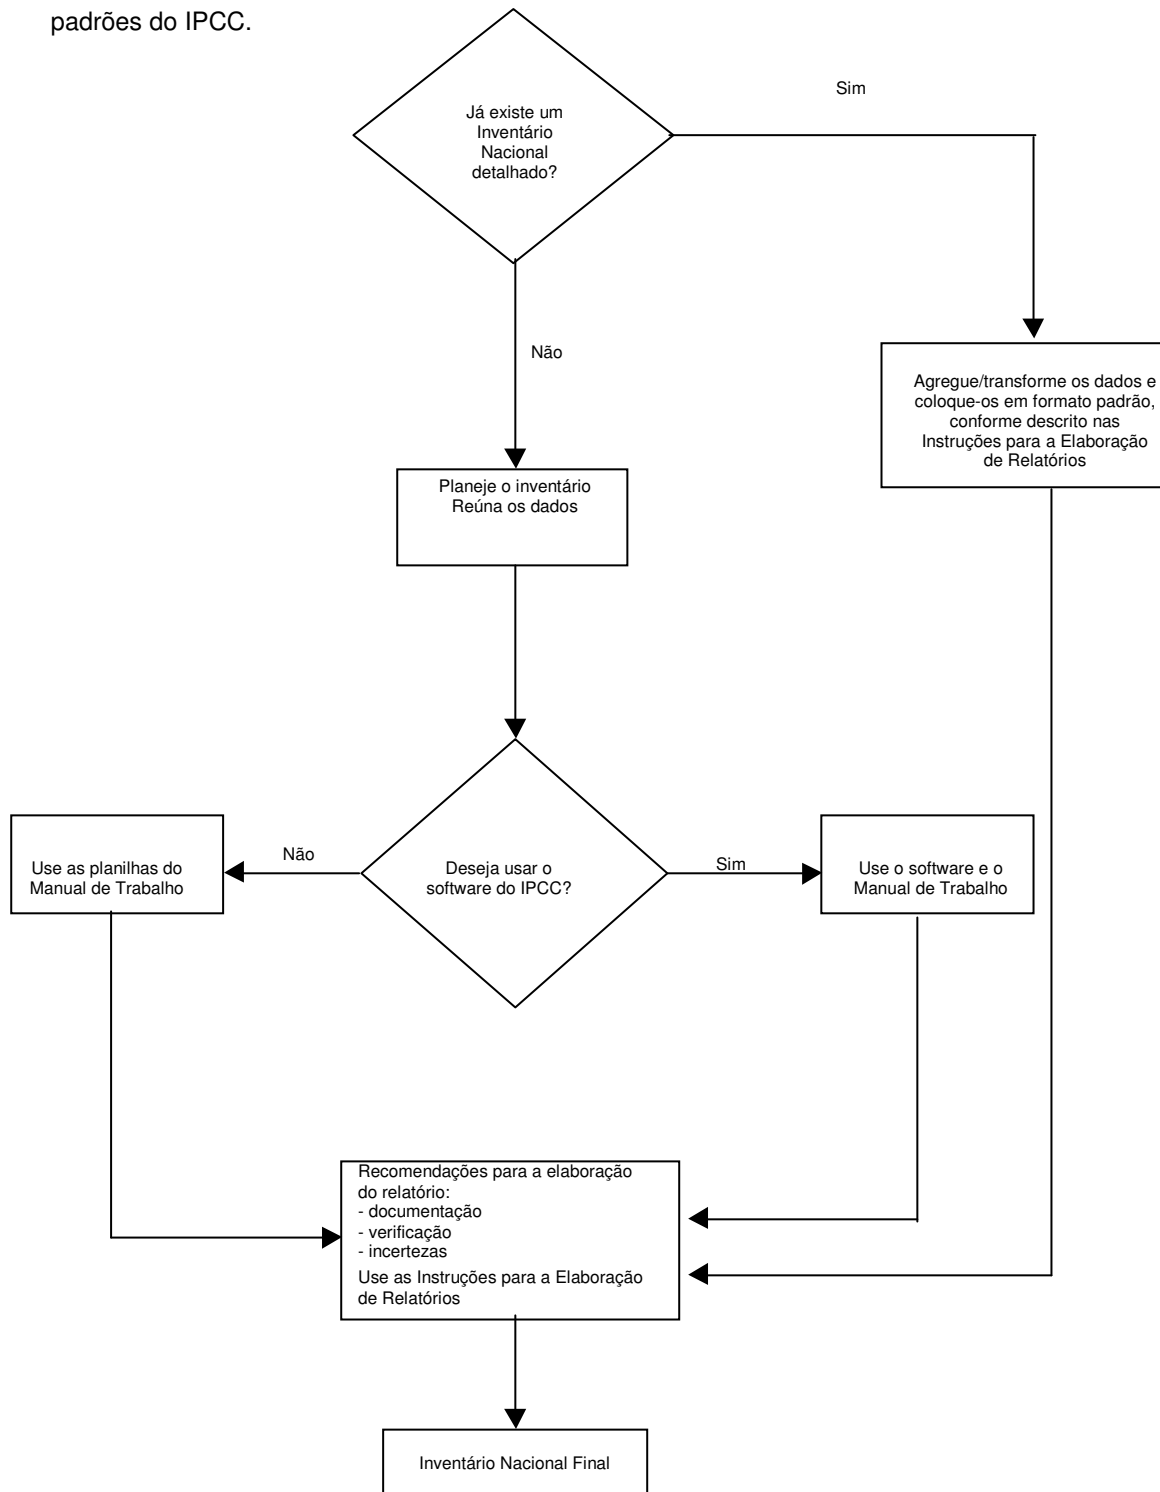 padrões do IPCC.
Já existe um
Inventário
Nacional
detalhado?
Sim
Não
Agregue/transforme os dados e
coloque-os em formato padrão,
conforme descrito nas
Instruções para a Elaboração
de Relatórios
Planeje o inventário
Reúna os dados
Use as planilhas do
Manual de Trabalho
Não
Deseja usar o
software do IPCC?
Sim
Use o software e o
Manual de Trabalho
Recomendações para a elaboração
do relatório:
- documentação
- verificação
- incertezas
Use as Instruções para a Elaboração
de Relatórios
Inventário Nacional Final